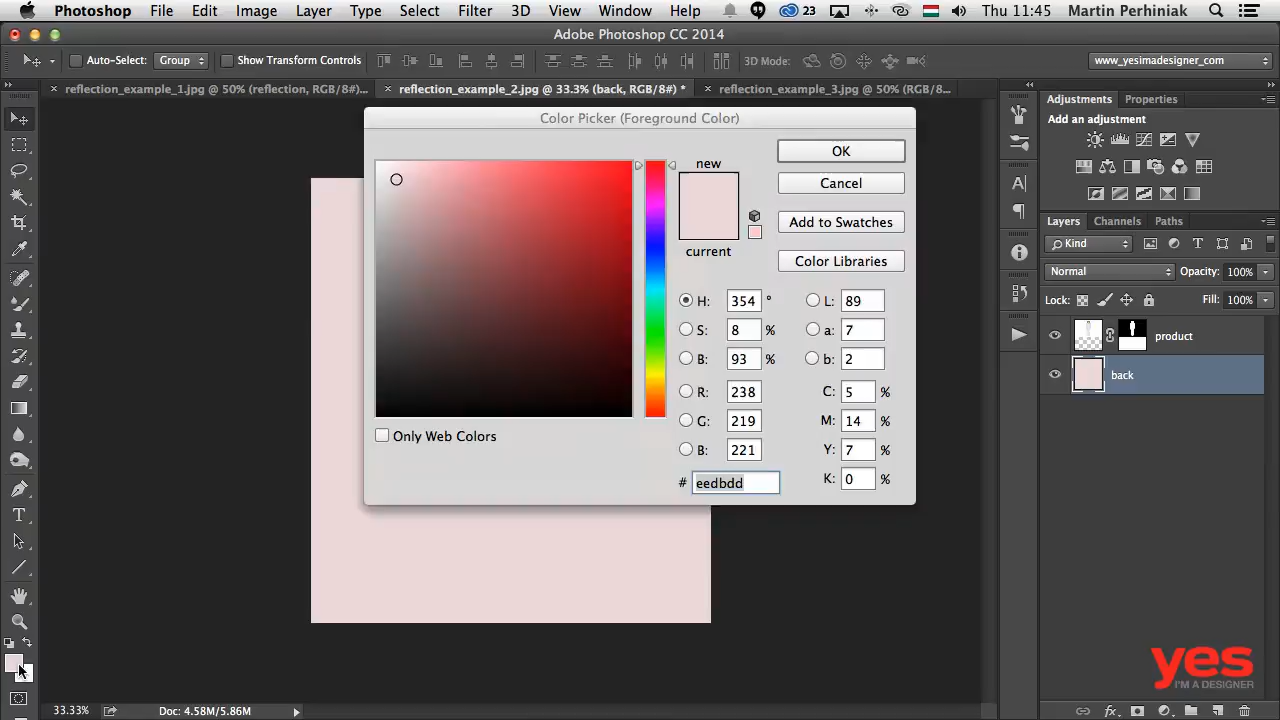 Photoshop File Edit Image Layer Type Select Filter 3D View Window Help 23 Thu 11:45 Martin Perhiniak
Adobe Photoshop CC 2014
Auto-Select: Group Show Transform Controls 3D Mode: www.yesimadesigner.com
reflection_example_1.jpg @ 50% (reflection, RGB/8#)... reflection_example_2.jpg @ 33.3% (back, RGB/8#) * reflection_example_3.jpg @ 50% (RGB/8...
Color Picker (Foreground Color)
new
current
OK
Cancel
Add to Swatches
Color Libraries
H: 354 ° L: 89
S: 8 % a: 7
B: 93 % b: 2
R: 238 C: 5 %
G: 219 M: 14 %
B: 221 Y: 7 %
# eedbdd K: 0 %
Only Web Colors
Adjustments Properties
Add an adjustment
Layers Channels Paths
Kind
Normal Opacity: 100%
Lock: Fill: 100%
product
back
yes
I'M A DESIGNER
33.33% Doc: 4.58M/5.86M